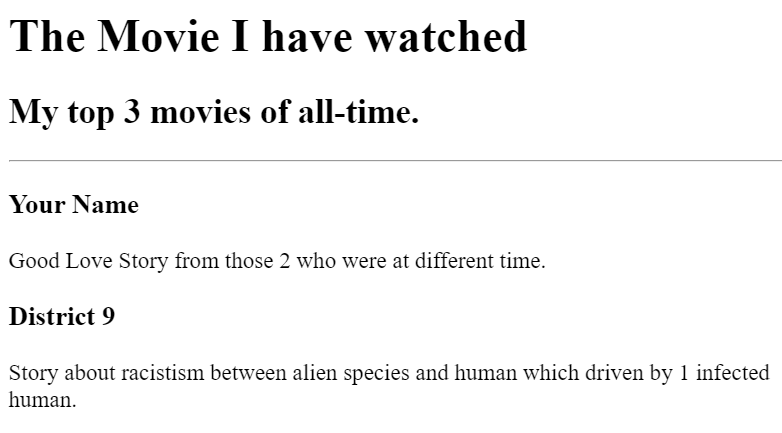 The Movie I have watched
My top 3 movies of all-time.
Your Name
Good Love Story from those 2 who were at different time.
District 9
Story about racistism between alien species and human which driven by 1 infected
human.